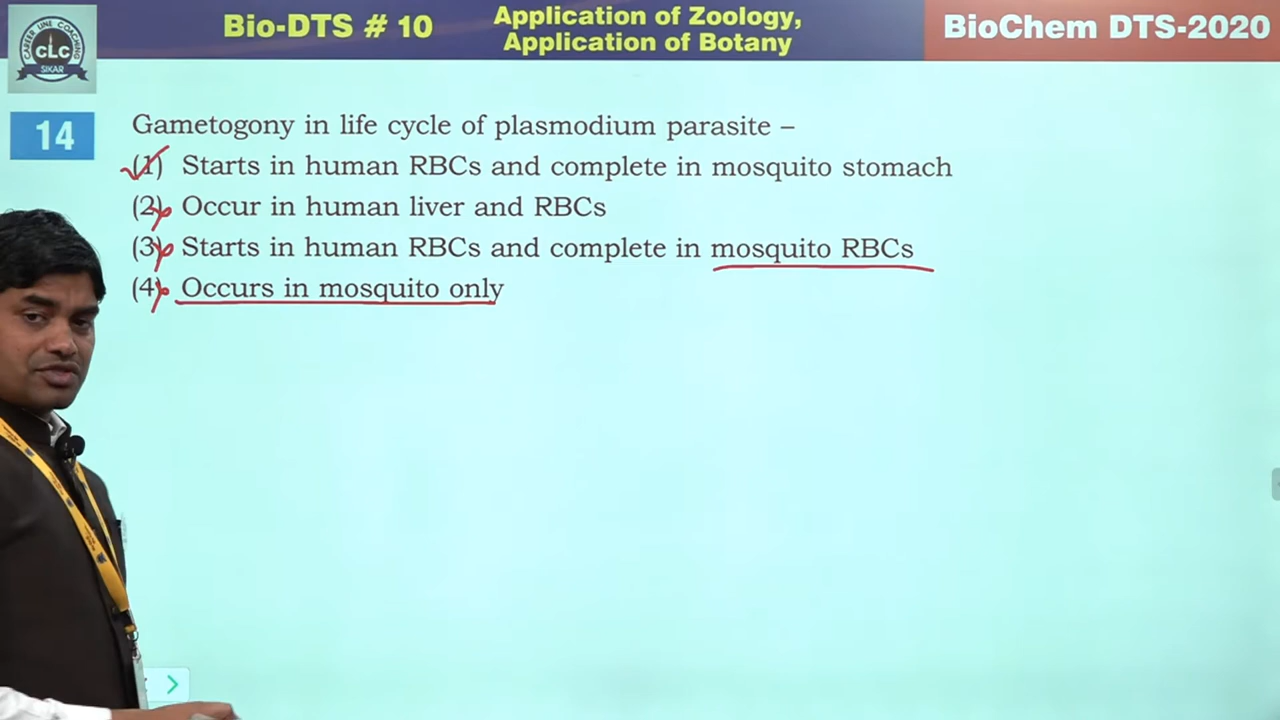 CAREER LINE COACHING
CLC
SIKAR
Bio-DTS # 10
Application of Zoology,
Application of Botany
BioChem DTS-2020
14
Gametogony in life cycle of plasmodium parasite –
(1) Starts in human RBCs and complete in mosquito stomach
(2) Occur in human liver and RBCs
(3) Starts in human RBCs and complete in mosquito RBCs
(4) Occurs in mosquito only